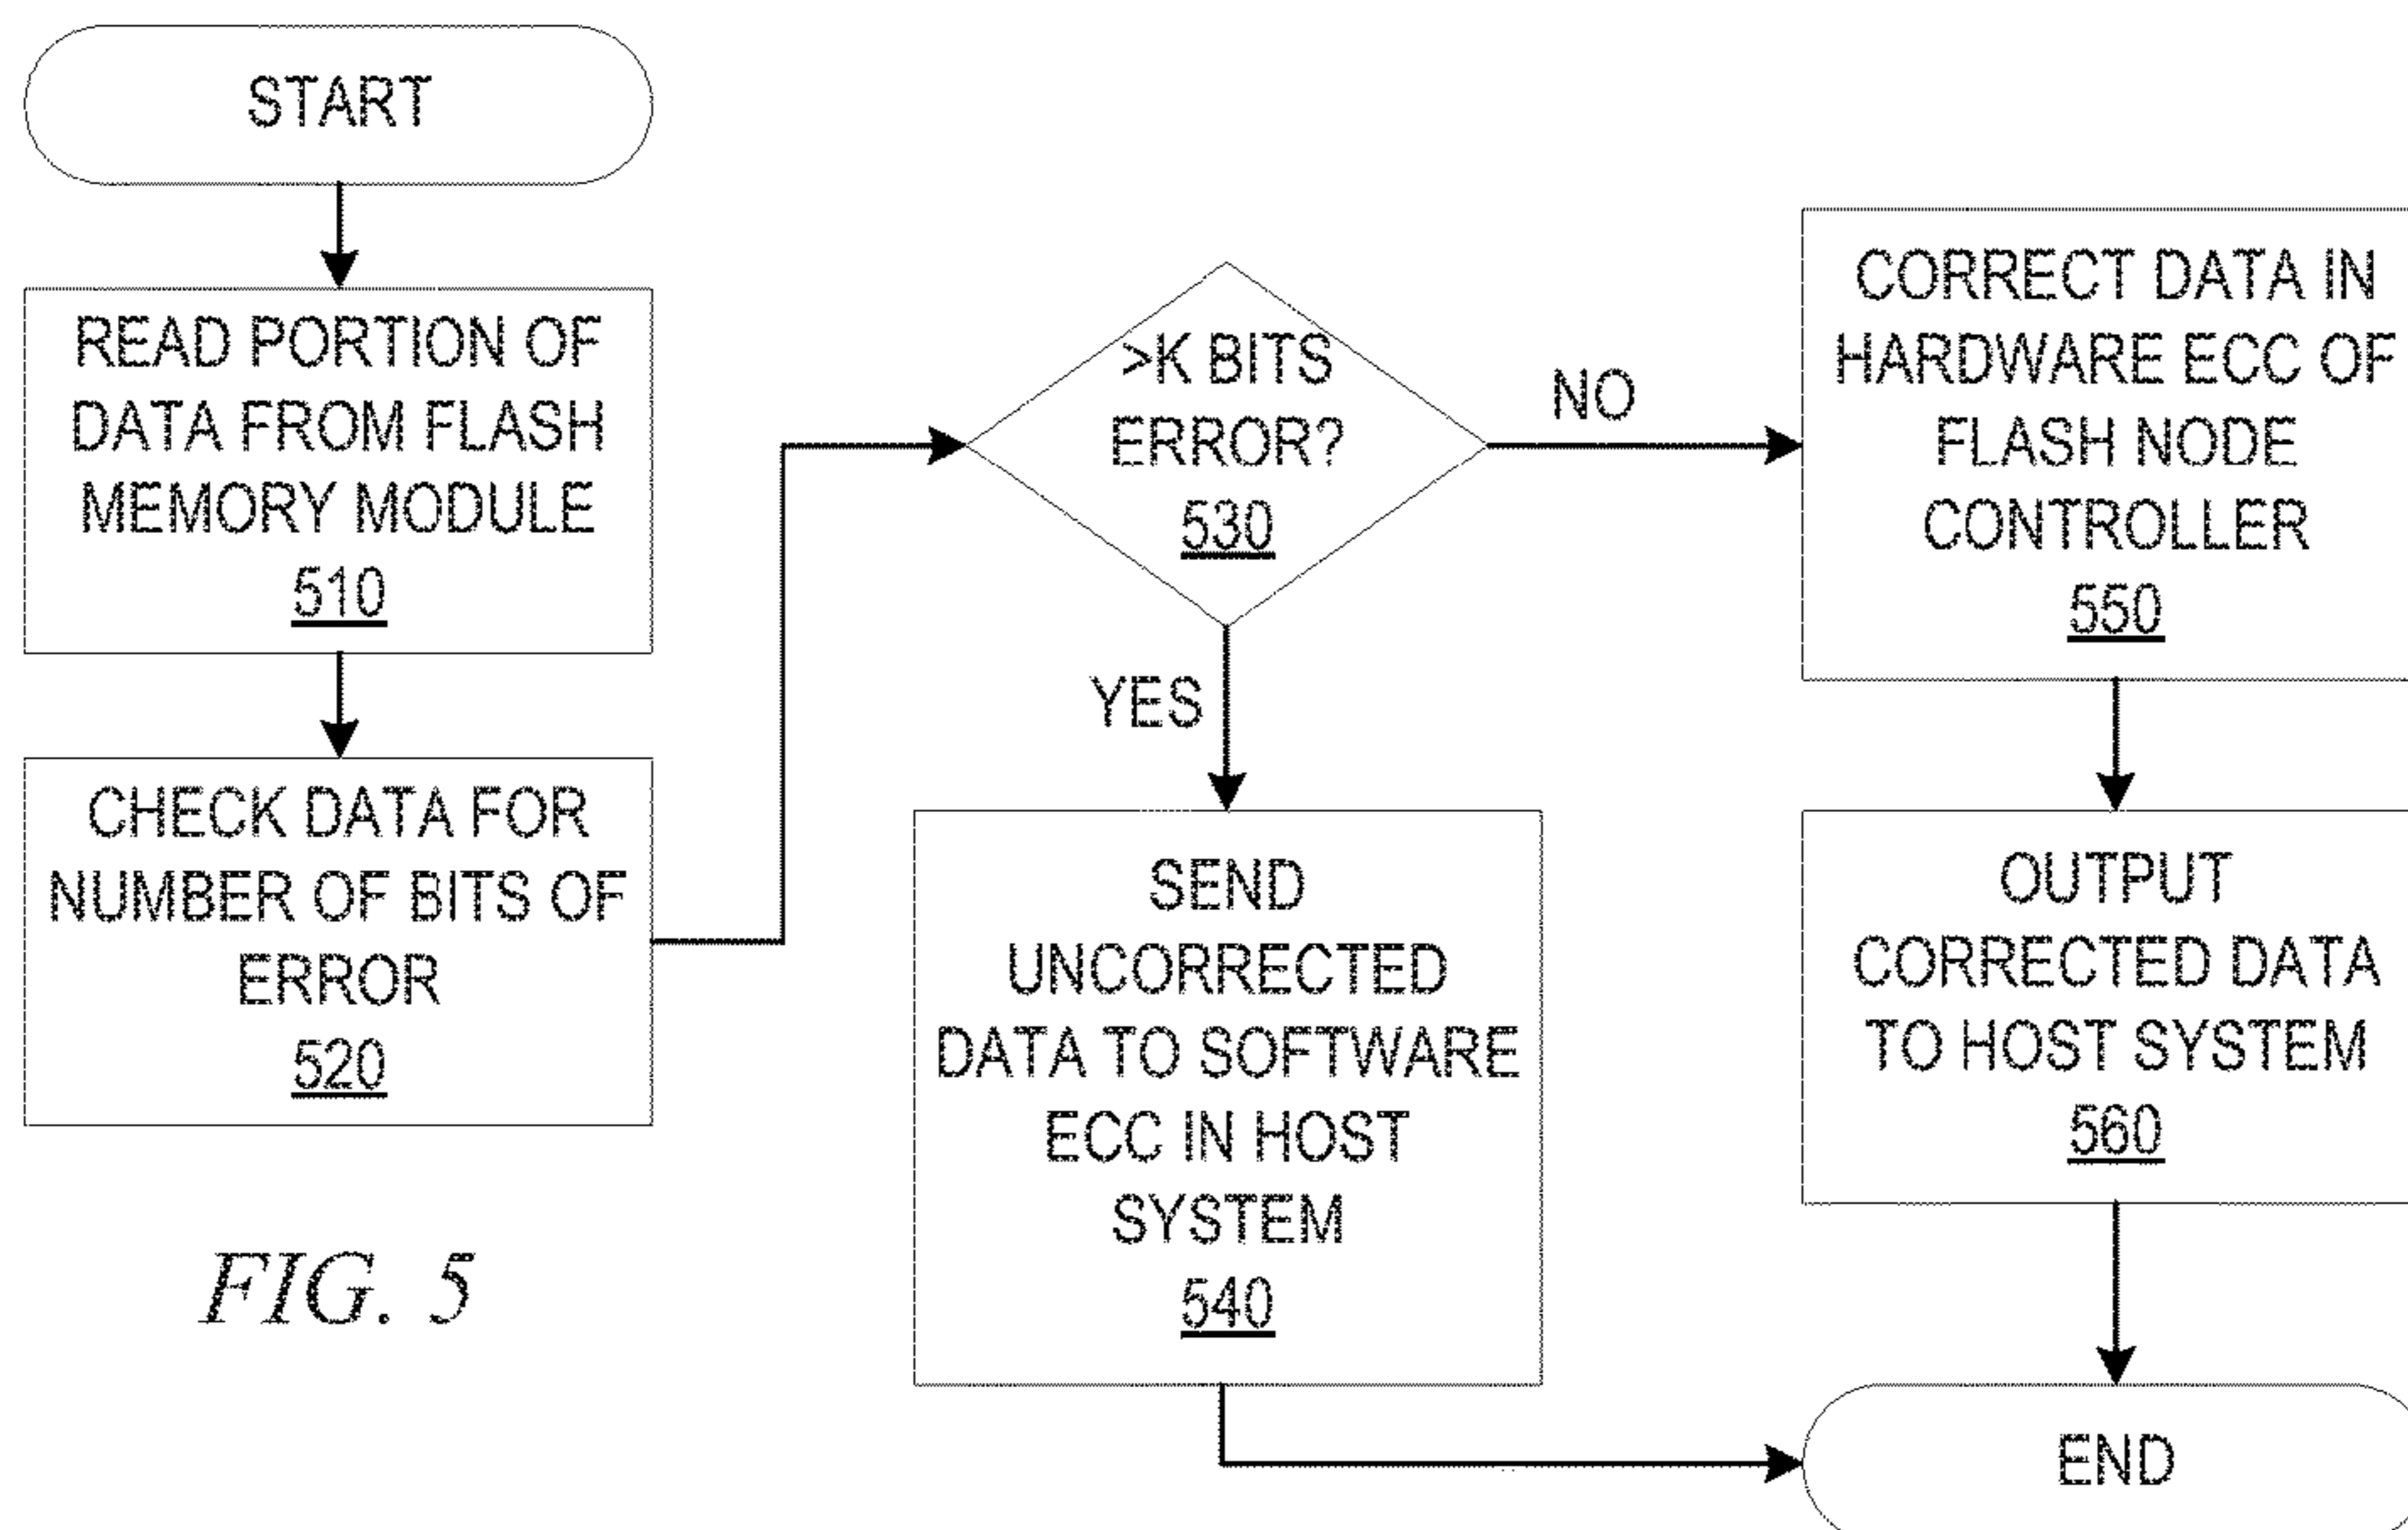 START
READ PORTION OF
DATA FROM FLASH
MEMORY MODULE
510
CHECK DATA FOR
NUMBER OF BITS OF
ERROR
520
>K BITS
ERROR?
530
NO
YES
SEND
UNCORRECTED
DATA TO SOFTWARE
ECC IN HOST
SYSTEM
540
CORRECT DATA IN
HARDWARE ECC OF
FLASH NODE
CONTROLLER
550
OUTPUT
CORRECTED DATA
TO HOST SYSTEM
560
END
FIG. 5